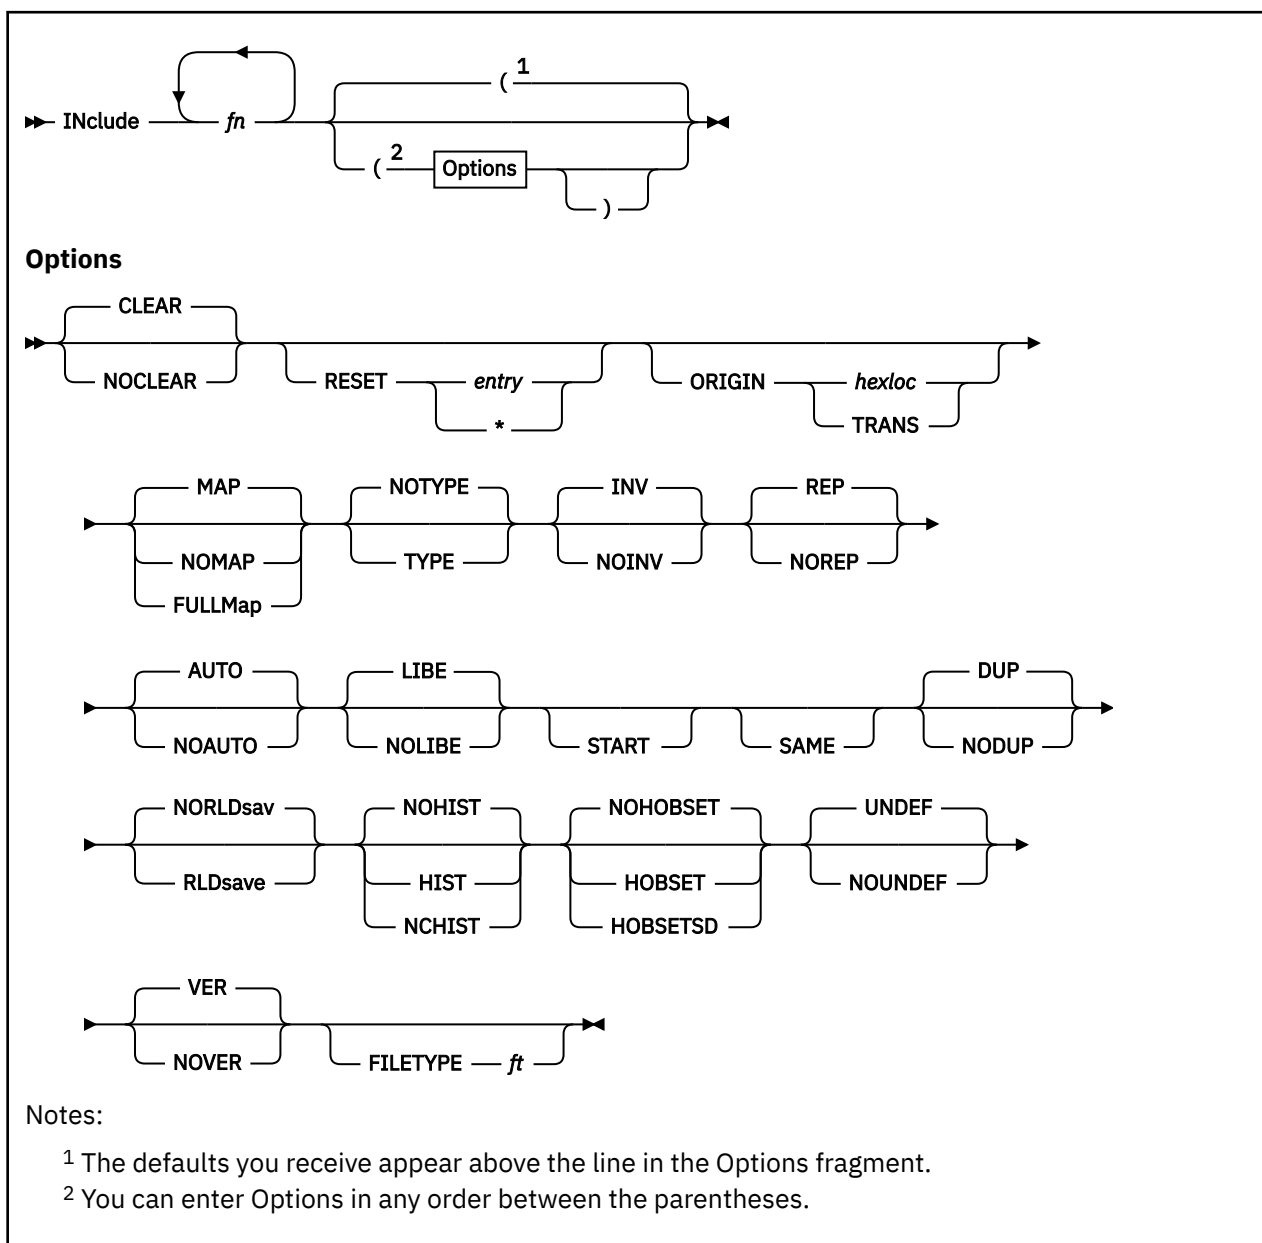 ( 1
INclude fn
( 2 Options
)
Options
CLEAR
NOCLEAR RESET entry ORIGIN hexloc
* TRANS
MAP NOTYPE INV REP
NOMAP TYPE NOINV NOREP
FULLMap
AUTO LIBE DUP
NOAUTO NOLIBE START SAME NODUP
NORLDsav NOHIST NOHOBSET UNDEF
RLDsave HIST HOBSET NOUNDEF
NCHIST HOBSETSD
VER
NOVER FILETYPE ft
Notes:
1 The defaults you receive appear above the line in the Options fragment.
2 You can enter Options in any order between the parentheses.